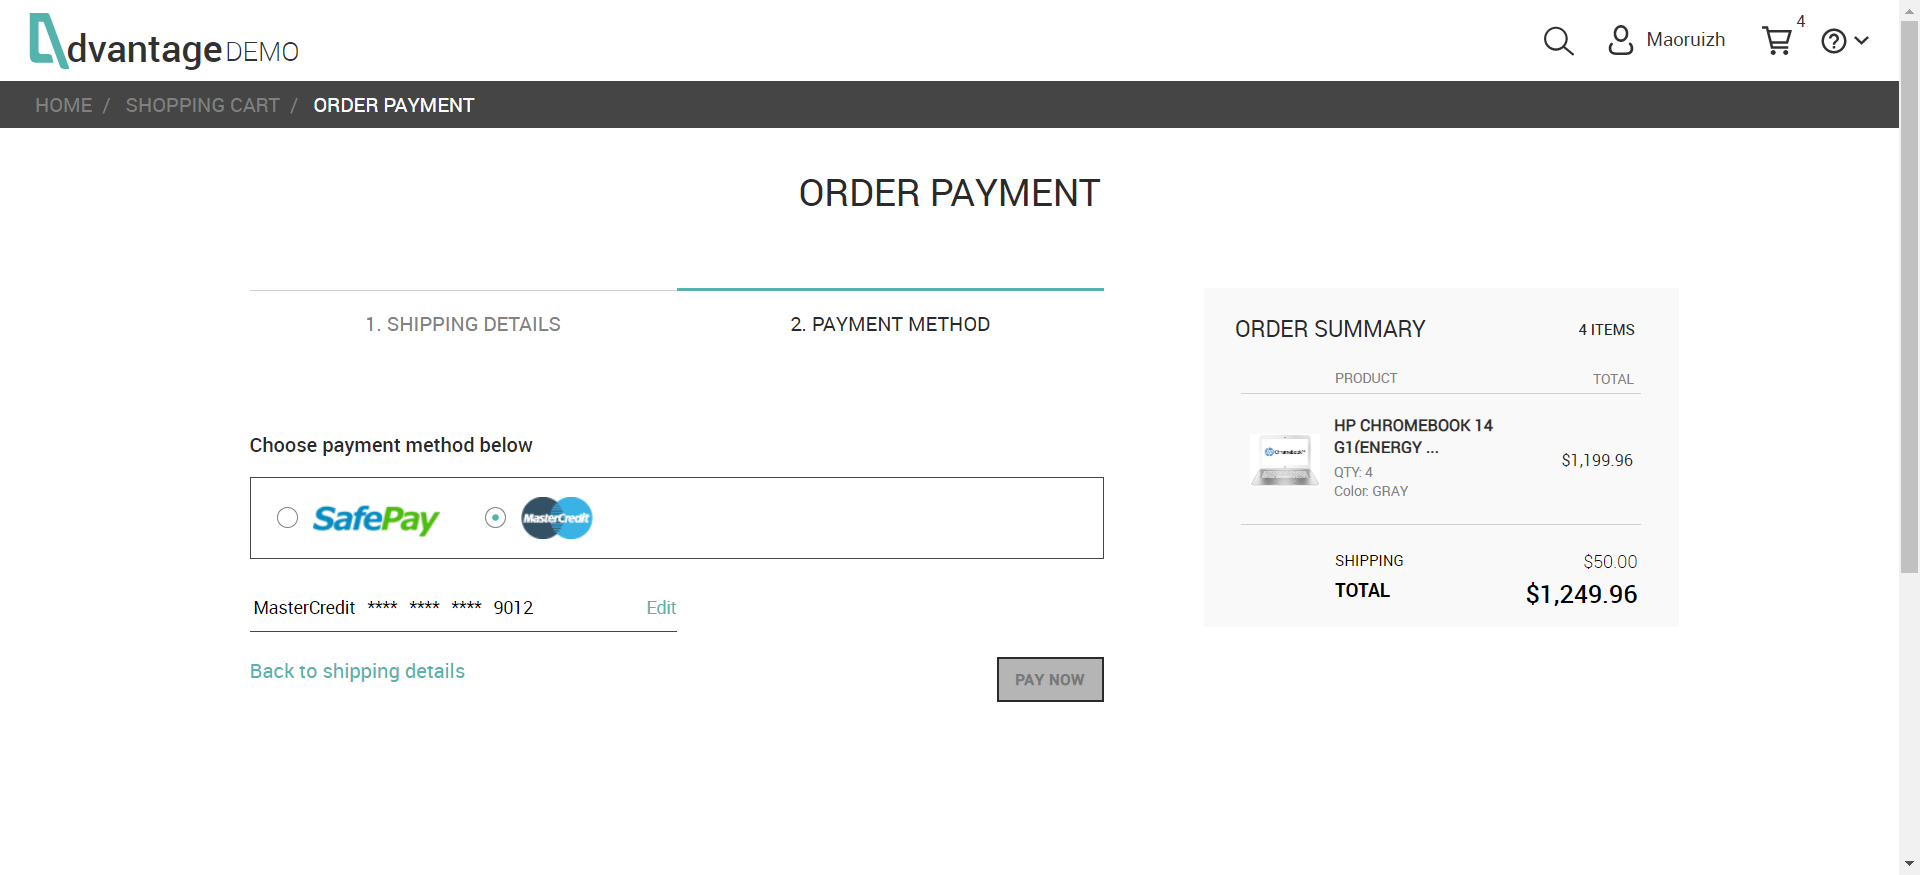 dvantage DEMO
Maoruizh
4
HOME / SHOPPING CART / ORDER PAYMENT
ORDER PAYMENT
1. SHIPPING DETAILS
2. PAYMENT METHOD
Choose payment method below
SafePay
MasterCredit
MasterCredit **** **** **** 9012
Edit
Back to shipping details
PAY NOW
ORDER SUMMARY
4 ITEMS
PRODUCT
TOTAL
HP CHROMEBOOK 14
G1(ENERGY ...
QTY: 4
Color: GRAY
$1,199.96
SHIPPING
$50.00
TOTAL
$1,249.96